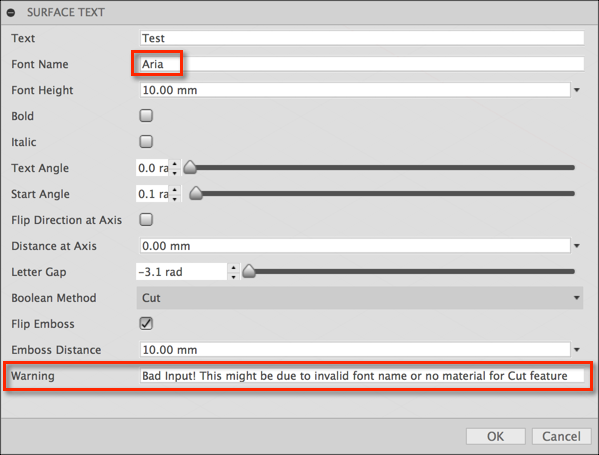 SURFACE TEXT
Text Test
Font Name Aria
Font Height 10.00 mm
Bold
Italic
Text Angle 0.0 ra
Start Angle 0.1 ra
Flip Direction at Axis
Distance at Axis 0.00 mm
Letter Gap -3.1 rad
Boolean Method Cut
Flip Emboss
Emboss Distance 10.00 mm
Warning Bad Input! This might be due to invalid font name or no material for Cut feature
OK Cancel